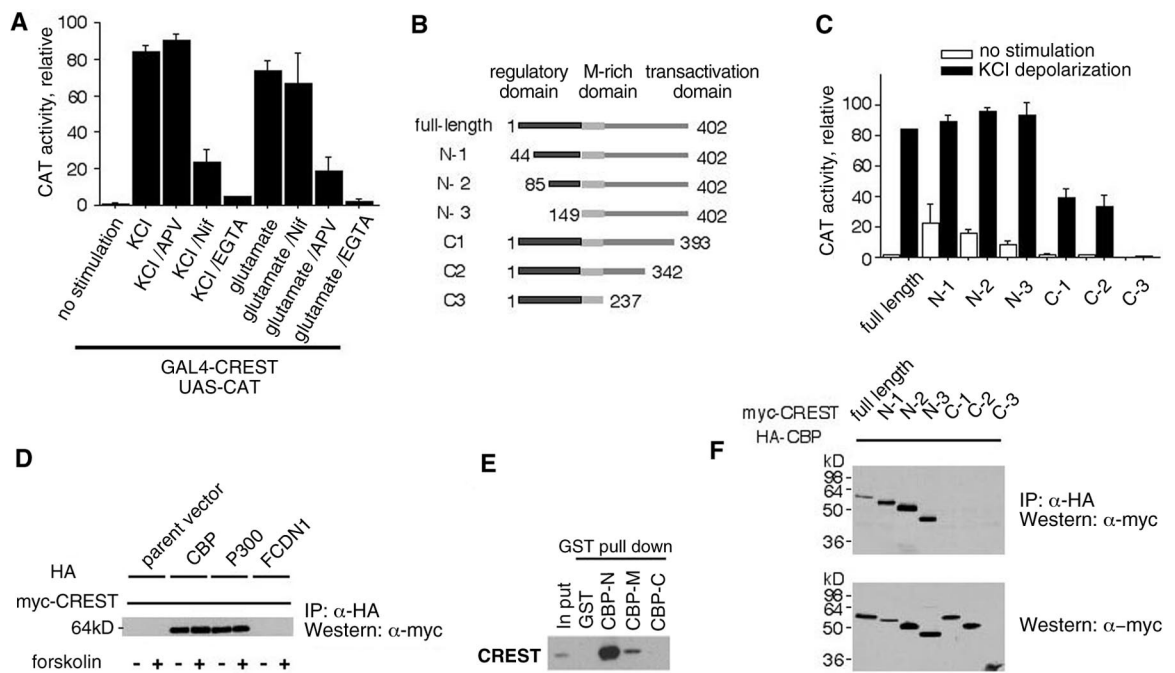 A
CAT activity, relative
100
80
60
40
20
0
no stimulation
KCl
KCl /APV
KCl /Nif
KCl /EGTA
glutamate
glutamate /Nif
glutamate /APV
glutamate /EGTA
GAL4-CREST
UAS-CAT
B
regulatory domain
M-rich domain
transactivation domain
full-length 1 402
N-1 44 402
N- 2 85 402
N- 3 149 402
C1 1 393
C2 1 342
C3 1 237
C
no stimulation
KCl depolarization
CAT activity, relative
100
80
60
40
20
0
full length
N-1
N-2
N-3
C-1
C-2
C-3
D
parent vector
CBP
P300
FCDN1
HA
myc-CREST
64kD -
IP: α-HA
Western: α-myc
forskolin - + - + - + - +
E
GST pull down
In put
GST
CBP-N
CBP-M
CBP-C
CREST
F
full length
N-1
N-2
N-3
C-1
C-2
C-3
myc-CREST
HA-CBP
kD
98 -
64 -
50 -
36 -
IP: α-HA
Western: α-myc
kD
98 -
64 -
50 -
36 -
Western: α–myc